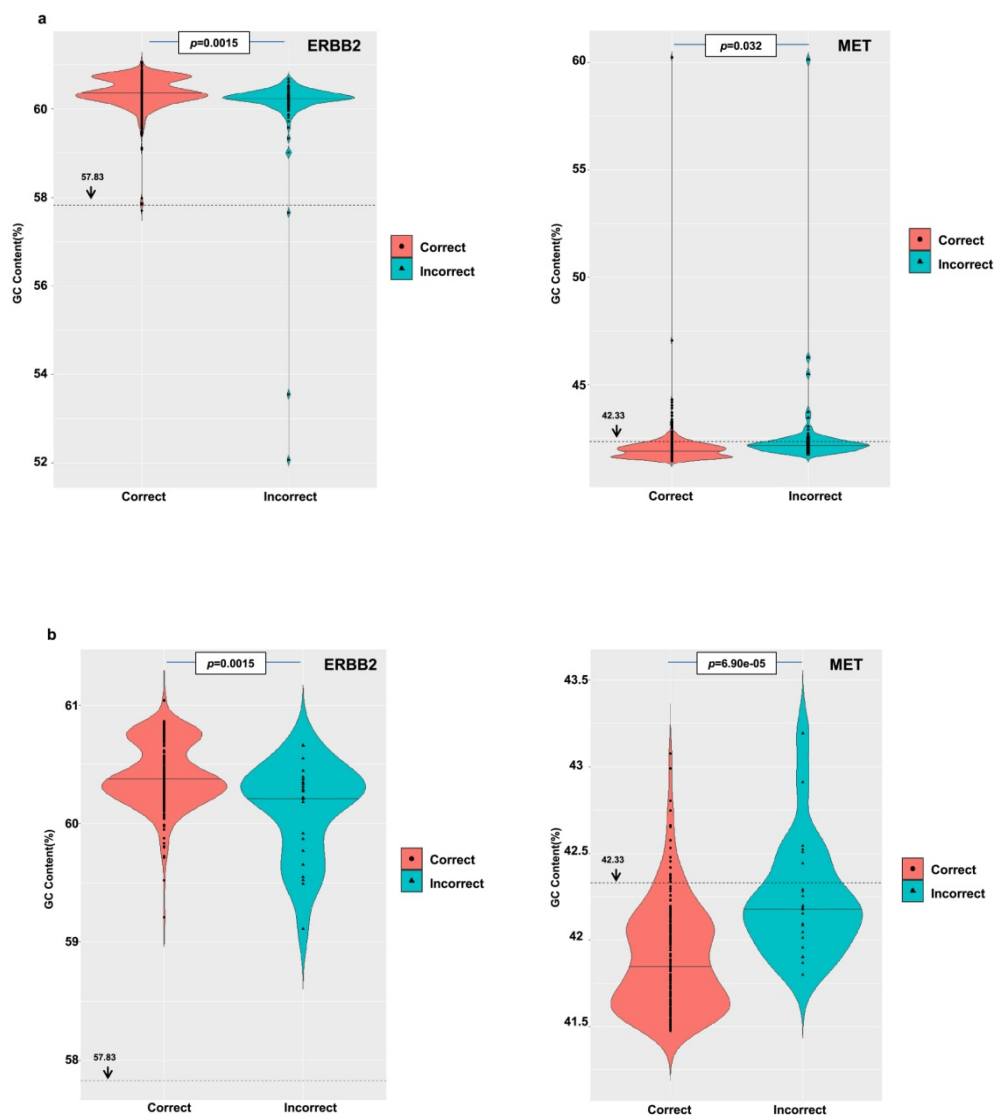 a
p=0.0015
ERBB2
60
57.83
58
56
54
52
GC Content(%)
Correct
Incorrect
Correct
Incorrect
p=0.032
MET
60
55
50
45
42.33
GC Content(%)
Correct
Incorrect
Correct
Incorrect
b
p=0.0015
ERBB2
61
60
59
58
57.83
GC Content(%)
Correct
Incorrect
Correct
Incorrect
p=6.90e-05
MET
43.5
43
42.5
42.33
42
41.5
GC Content(%)
Correct
Incorrect
Correct
Incorrect